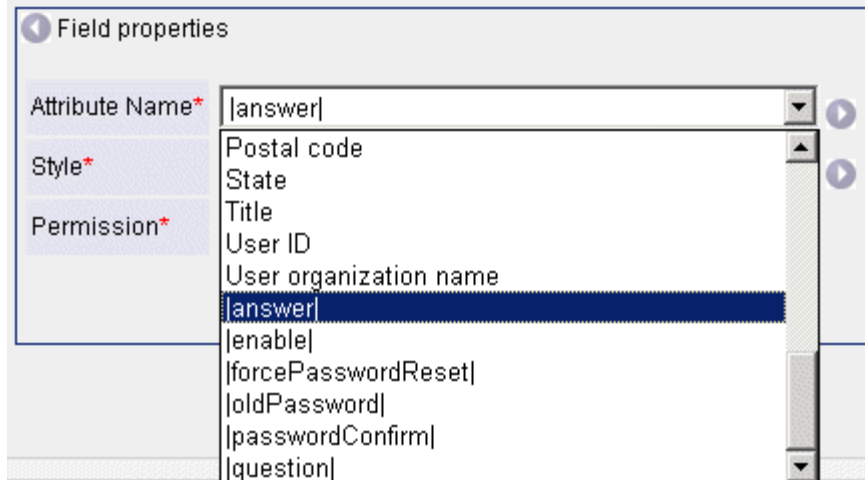 Field properties
Attribute Name* |answer|
Style*
Permission*
Postal code
State
Title
User ID
User organization name
|answer|
|enable|
|forcePasswordReset|
|oldPassword|
|passwordConfirm|
|question|